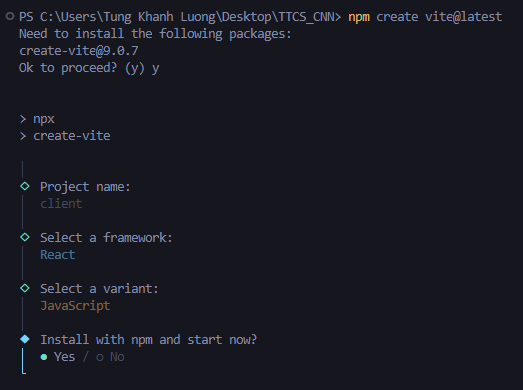 PS C:\Users\Tung Khanh Luong\Desktop\TTCS_CNN> npm create vite@latest
Need to install the following packages:
create-vite@9.0.7
Ok to proceed? (y) y
> npx
> create-vite
Project name:
client
Select a framework:
React
Select a variant:
JavaScript
Install with npm and start now?
● Yes / ○ No